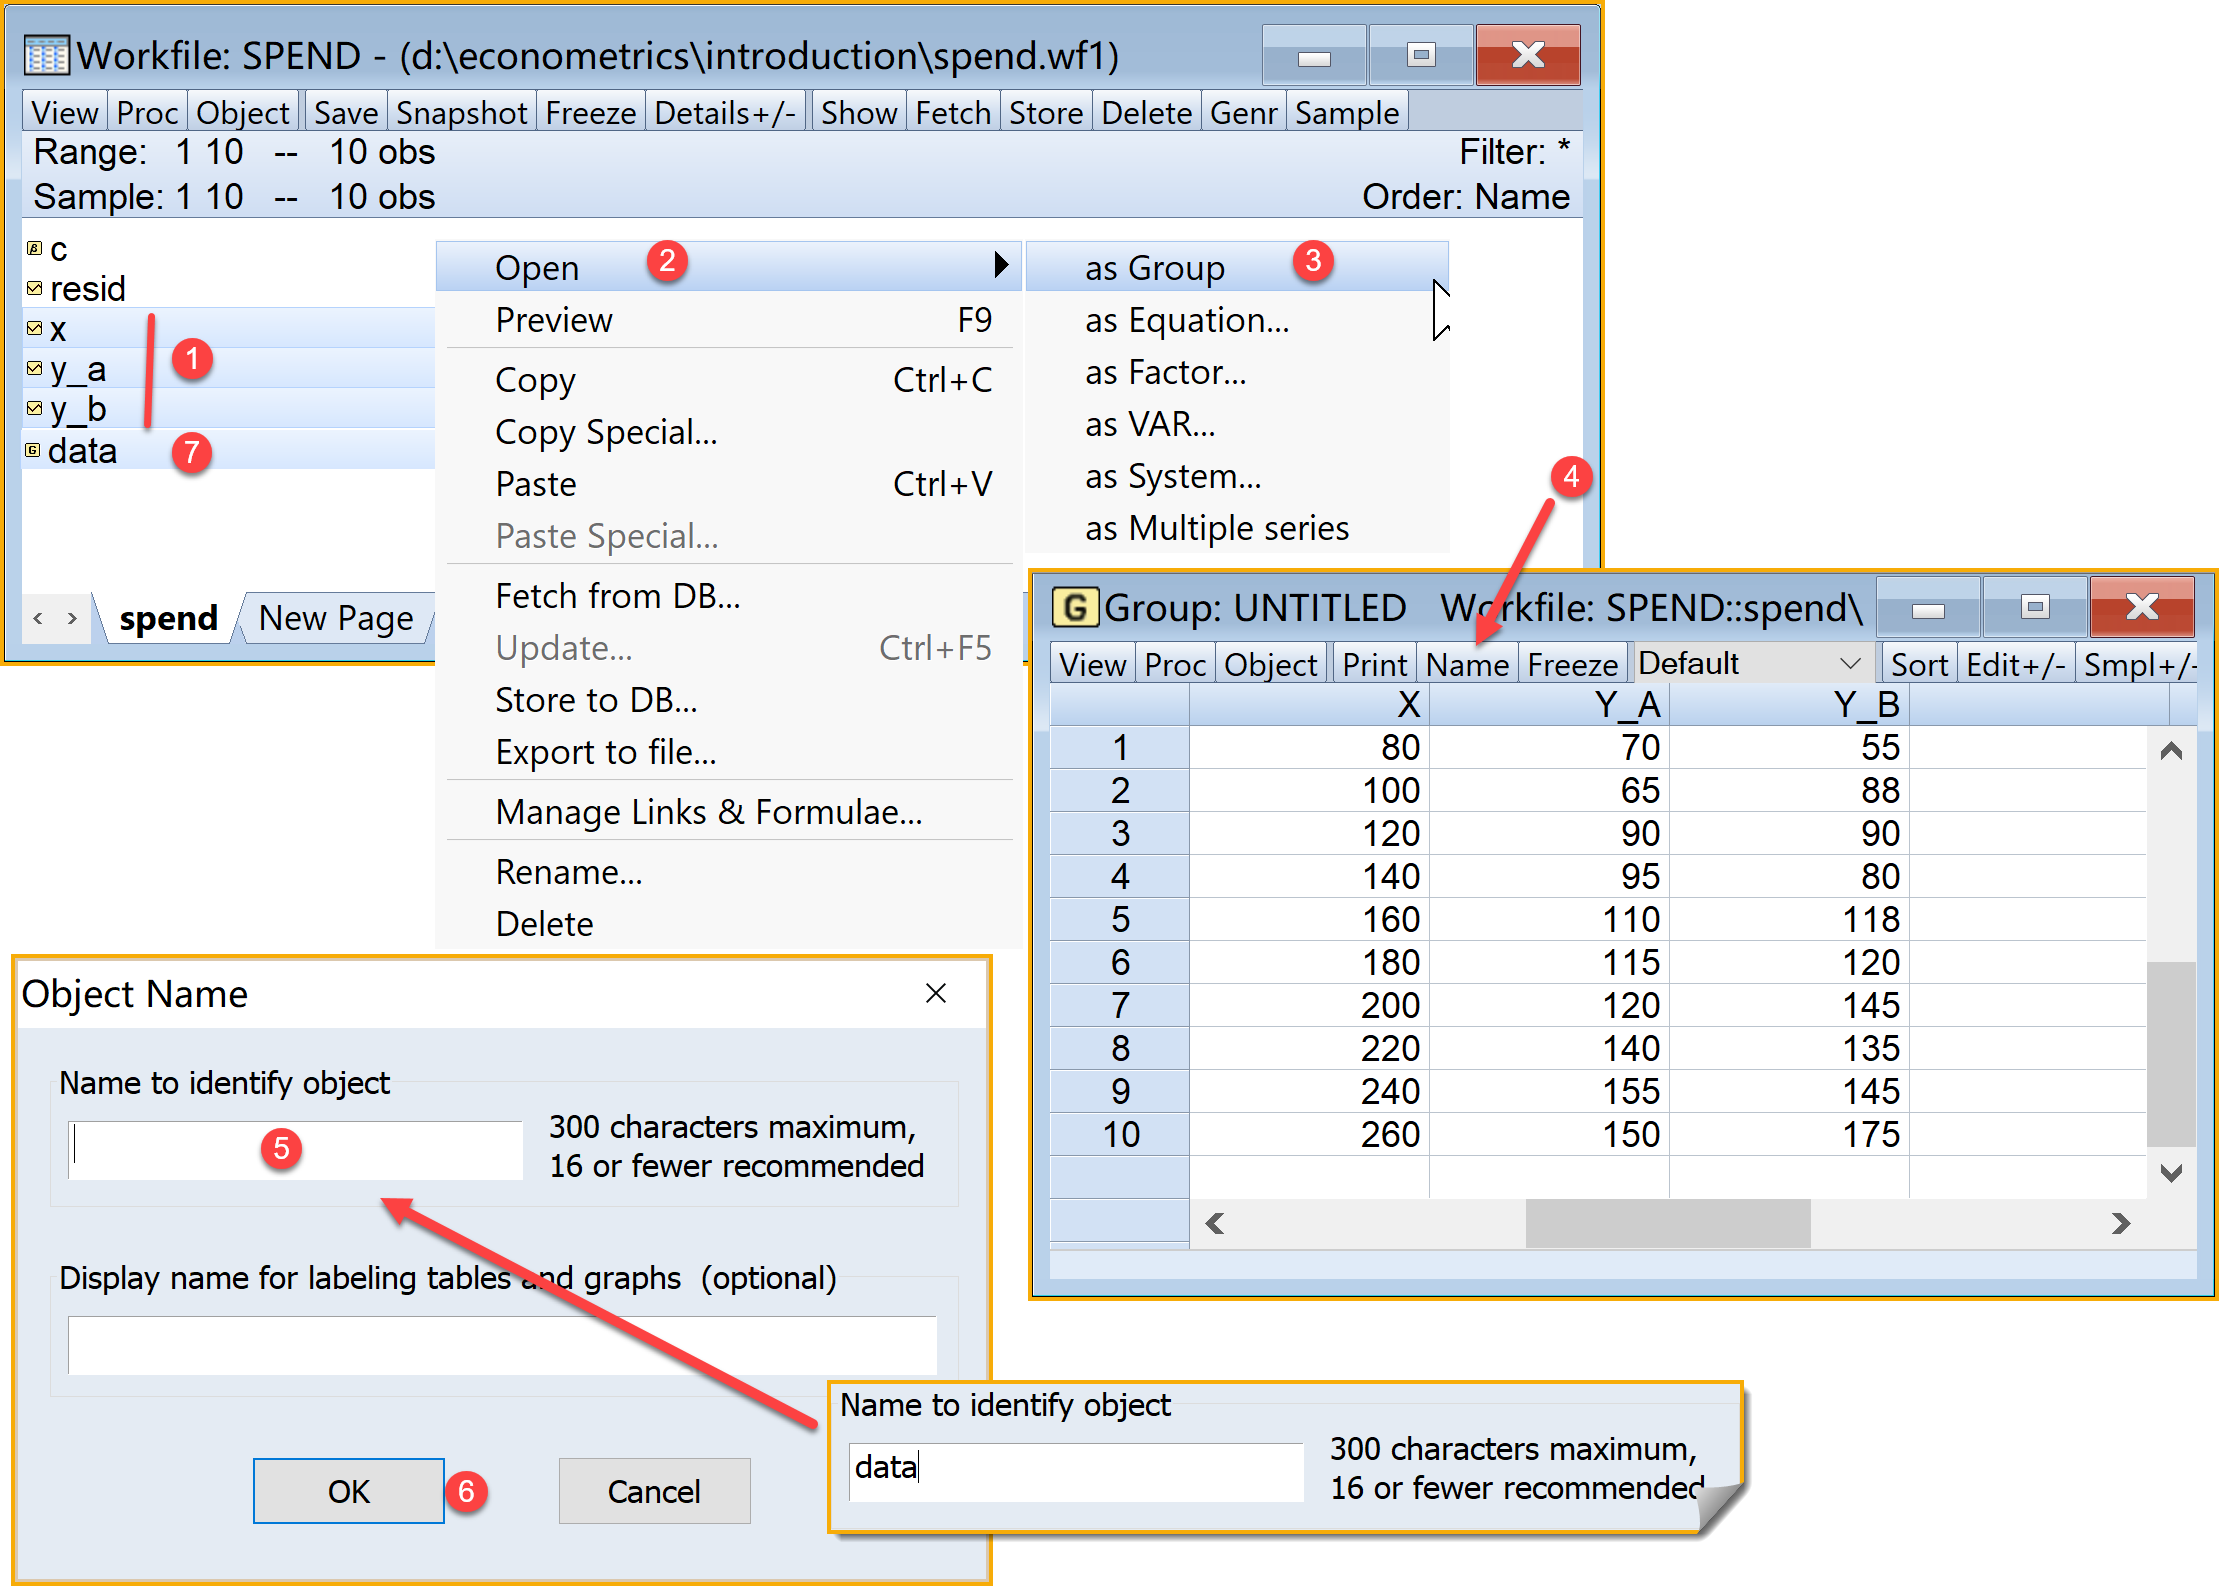 Workfile: SPEND - (d:\econometrics\introduction\spend.wf1)
View Proc Object Save Snapshot Freeze Details+/- Show Fetch Store Delete Genr Sample
Range: 1 10 -- 10 obs Filter: *
Sample: 1 10 -- 10 obs Order: Name
β c
resid
x
y_a
y_b
1
G data 7
< > spend New Page
Open 2
Preview F9
Copy Ctrl+C
Copy Special...
Paste Ctrl+V
Paste Special...
Fetch from DB...
Update... Ctrl+F5
Store to DB...
Export to file...
Manage Links & Formulae...
Rename...
Delete
as Group 3
as Equation...
as Factor...
as VAR...
as System...
as Multiple series
4
G Group: UNTITLED Workfile: SPEND::spend\
View Proc Object Print Name Freeze Default Sort Edit+/- Smpl+/-
X Y_A Y_B
1 80 70 55
2 100 65 88
3 120 90 90
4 140 95 80
5 160 110 118
6 180 115 120
7 200 120 145
8 220 140 135
9 240 155 145
10 260 150 175
Object Name
Name to identify object
5
300 characters maximum,
16 or fewer recommended
Display name for labeling tables and graphs (optional)
OK 6 Cancel
Name to identify object
data
300 characters maximum,
16 or fewer recommended